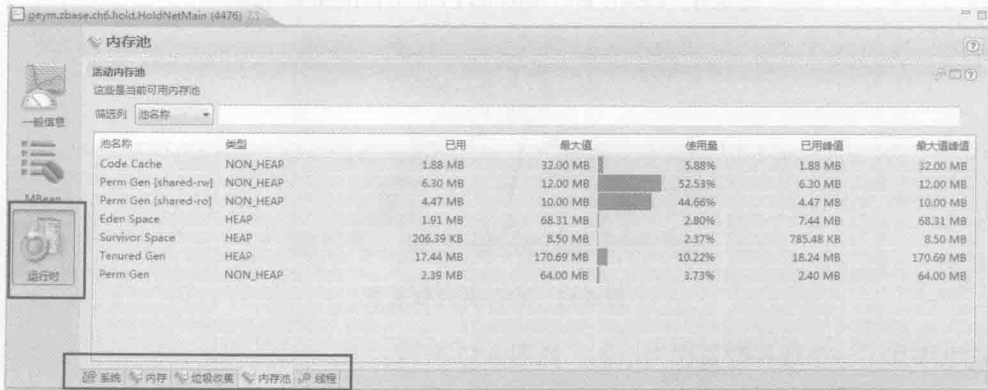 geym.zbase.ch6.hold.HoldNetMain (4476)
内存池
活动内存池
这些是当前可用内存池
筛选列 池名称
一般信息
MBean
运行时
池名称 类型 已用 最大值 使用量 已用峰值 最大值峰值
Code Cache NON_HEAP 1.88 MB 32.00 MB 5.88% 1.88 MB 32.00 MB
Perm Gen [shared-rw] NON_HEAP 6.30 MB 12.00 MB 52.53% 6.30 MB 12.00 MB
Perm Gen [shared-ro] NON_HEAP 4.47 MB 10.00 MB 44.66% 4.47 MB 10.00 MB
Eden Space HEAP 1.91 MB 68.31 MB 2.80% 7.44 MB 68.31 MB
Survivor Space HEAP 206.39 KB 8.50 MB 2.37% 785.48 KB 8.50 MB
Tenured Gen HEAP 17.44 MB 170.69 MB 10.22% 18.24 MB 170.69 MB
Perm Gen NON_HEAP 2.39 MB 64.00 MB 3.73% 2.40 MB 64.00 MB
系统 内存 垃圾收集 内存池 线程